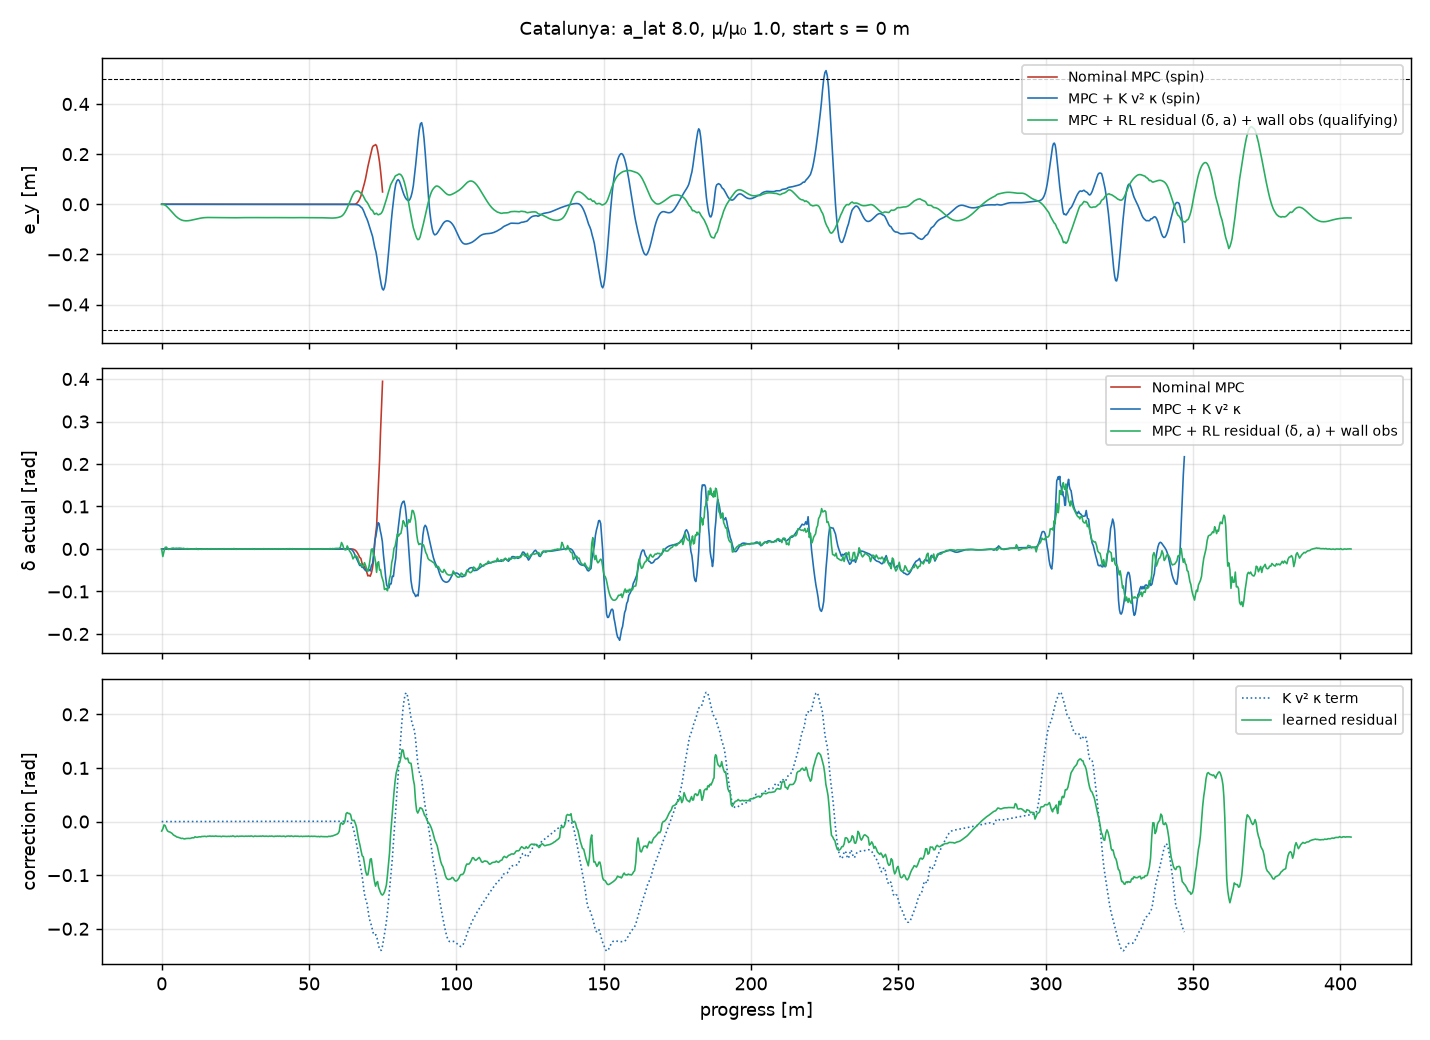 Catalunya: a_lat 8.0, μ/μ₀ 1.0, start s = 0 m
e_y [m]
0.4
0.2
0.0
−0.2
−0.4
Nominal MPC (spin)
MPC + K v² κ (spin)
MPC + RL residual (δ, a) + wall obs (qualifying)
δ actual [rad]
0.4
0.3
0.2
0.1
0.0
−0.1
−0.2
Nominal MPC
MPC + K v² κ
MPC + RL residual (δ, a) + wall obs
correction [rad]
0.2
0.1
0.0
−0.1
−0.2
K v² κ term
learned residual
0 50 100 150 200 250 300 350 400
progress [m]